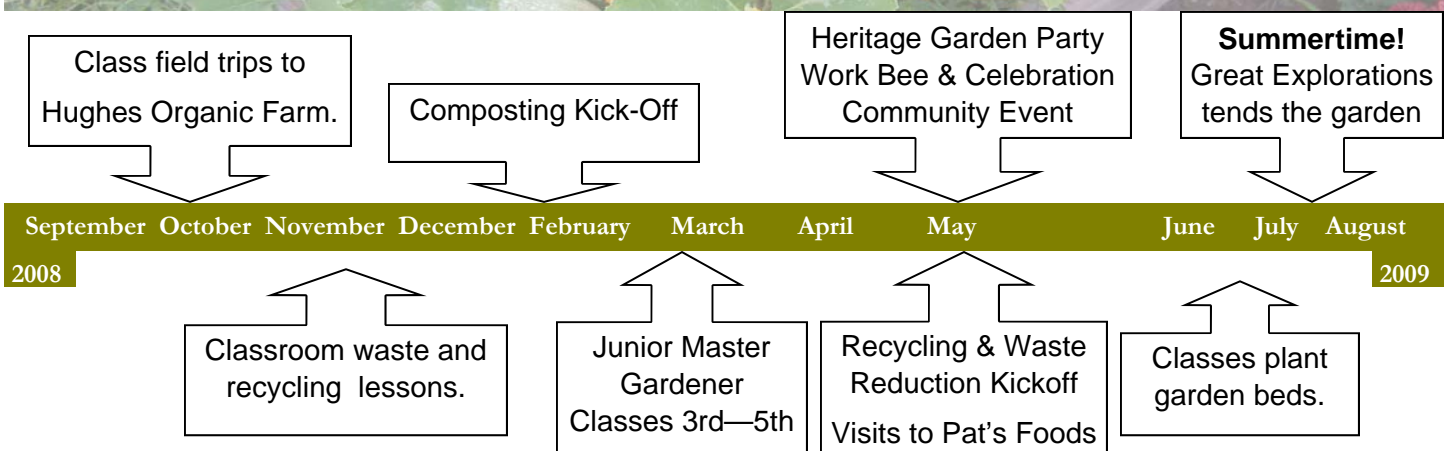 Class field trips to
Hughes Organic Farm.
Composting Kick-Off
Heritage Garden Party
Work Bee & Celebration
Community Event
Summertime!
Great Explorations
tends the garden
September October November December February March April May June July August
2008
2009
Classroom waste and
recycling lessons.
Junior Master
Gardener
Classes 3rd—5th
Recycling & Waste
Reduction Kickoff
Visits to Pat's Foods
Classes plant
garden beds.